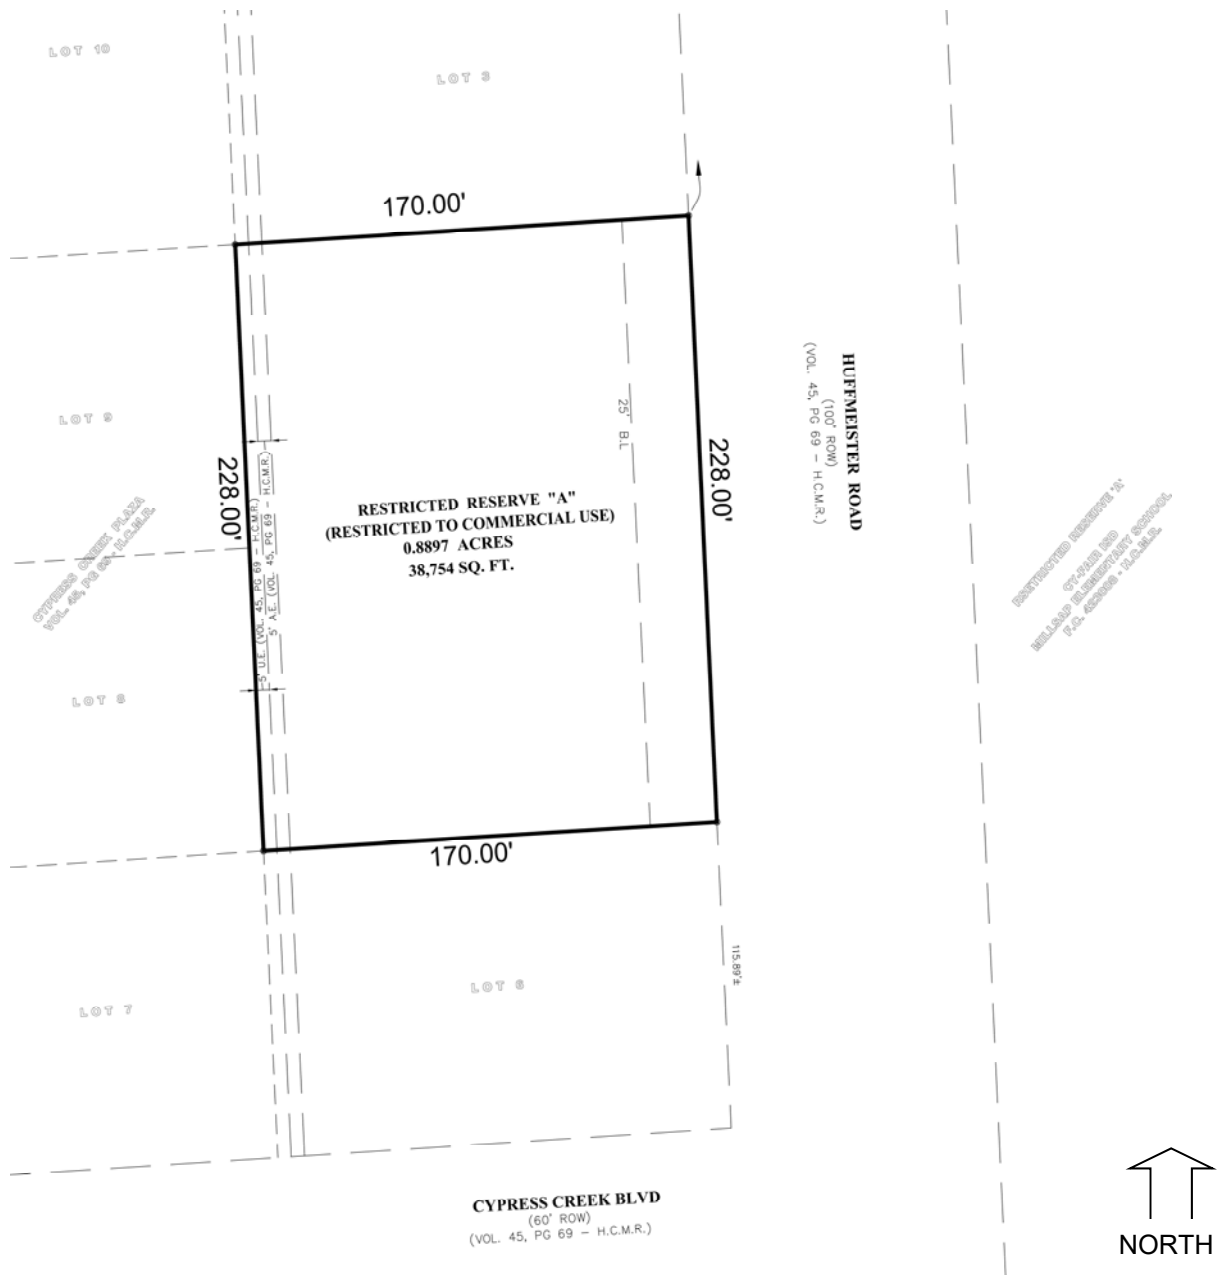 LOT 10
LOT 3
170.00'
LOT 9
25' B.L
HUFFMEISTER ROAD
(100' ROW)
(VOL. 45, PG 69 – H.C.M.R.)
228.00'
228.00'
5' U.E. (VOL. 45, PG 69 – H.C.M.R.)
5' A.E. (VOL. 45, PG 69 – H.C.M.R.)
RESTRICTED RESERVE "A"
(RESTRICTED TO COMMERCIAL USE)
0.8897 ACRES
38,754 SQ. FT.
CYPRESS CREEK PLAZA
VOL. 45, PG 69 - H.C.M.R.
RSETRICTED RESERVE 'A'
CY-FAIR ISD
MILLSAP ELEMENTARY SCHOOL
F.C. - H.C.M.R.
LOT 8
170.00'
115.89'±
LOT 6
LOT 7
CYPRESS CREEK BLVD
(60' ROW)
(VOL. 45, PG 69 – H.C.M.R.)
NORTH